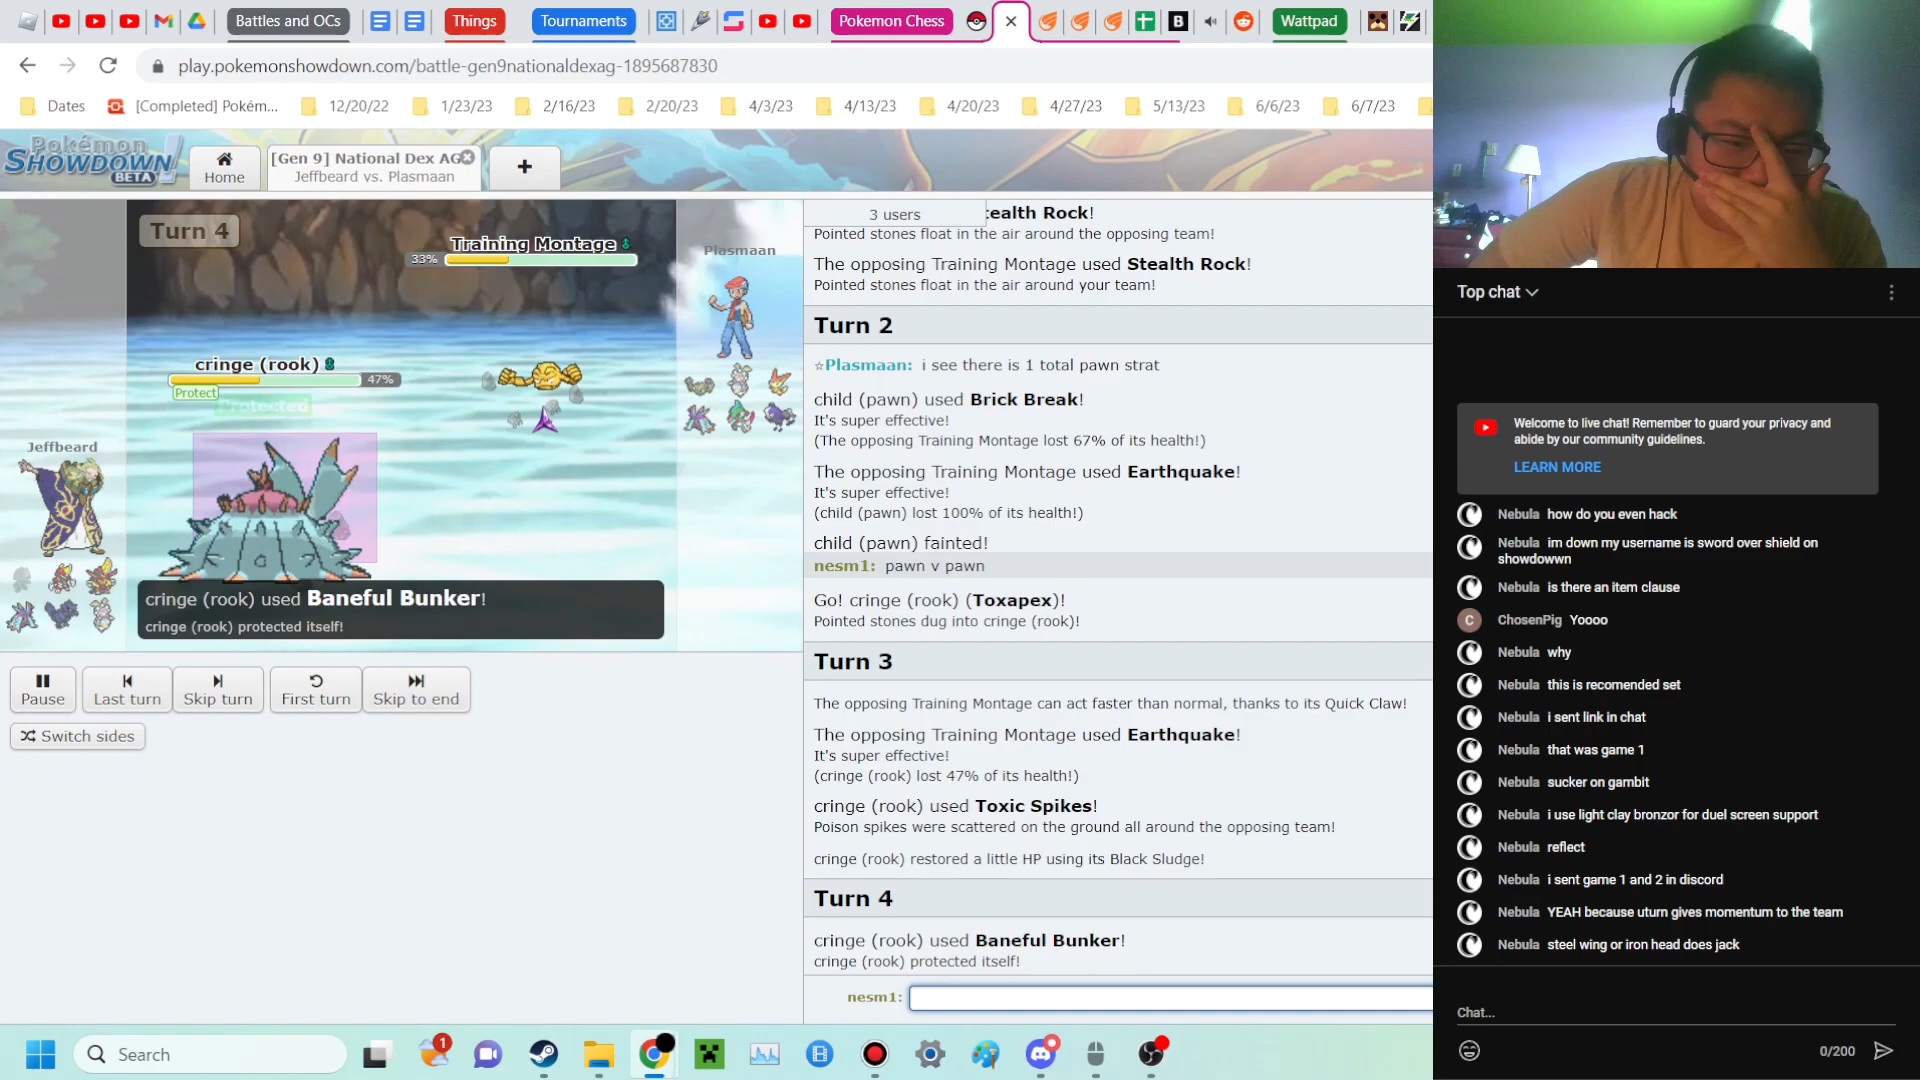 Battles and OCs
Things
Tournaments
Pokemon Chess
B
Wattpad
play.pokemonshowdown.com/battle-gen9nationaldexag-1895687830
Dates
[Completed] Pokém...
12/20/22
1/23/23
2/16/23
2/20/23
4/3/23
4/13/23
4/20/23
4/27/23
5/13/23
6/6/23
6/7/23
Pokémon
SHOWDOWN!
BETA
Home
[Gen 9] National Dex AG
Jeffbeard vs. Plasmaan
+
Turn 4
Training Montage
33%
Plasmaan
cringe (rook)
47%
Protect
Protected
Jeffbeard
cringe (rook) used Baneful Bunker!
cringe (rook) protected itself!
Pause
Last turn
Skip turn
First turn
Skip to end
Switch sides
3 users
tealth Rock!
Pointed stones float in the air around the opposing team!
The opposing Training Montage used Stealth Rock!
Pointed stones float in the air around your team!
Turn 2
☆Plasmaan: i see there is 1 total pawn strat
child (pawn) used Brick Break!
It's super effective!
(The opposing Training Montage lost 67% of its health!)
The opposing Training Montage used Earthquake!
It's super effective!
(child (pawn) lost 100% of its health!)
child (pawn) fainted!
nesm1: pawn v pawn
Go! cringe (rook) (Toxapex)!
Pointed stones dug into cringe (rook)!
Turn 3
The opposing Training Montage can act faster than normal, thanks to its Quick Claw!
The opposing Training Montage used Earthquake!
It's super effective!
(cringe (rook) lost 47% of its health!)
cringe (rook) used Toxic Spikes!
Poison spikes were scattered on the ground all around the opposing team!
cringe (rook) restored a little HP using its Black Sludge!
Turn 4
cringe (rook) used Baneful Bunker!
cringe (rook) protected itself!
nesm1:
Top chat
Welcome to live chat! Remember to guard your privacy and
abide by our community guidelines.
LEARN MORE
Nebula how do you even hack
Nebula im down my username is sword over shield on
showdowwn
Nebula is there an item clause
C ChosenPig Yoooo
Nebula why
Nebula this is recomended set
Nebula i sent link in chat
Nebula that was game 1
Nebula sucker on gambit
Nebula i use light clay bronzor for duel screen support
Nebula reflect
Nebula i sent game 1 and 2 in discord
Nebula YEAH because uturn gives momentum to the team
Nebula steel wing or iron head does jack
Chat...
0/200
Search
1